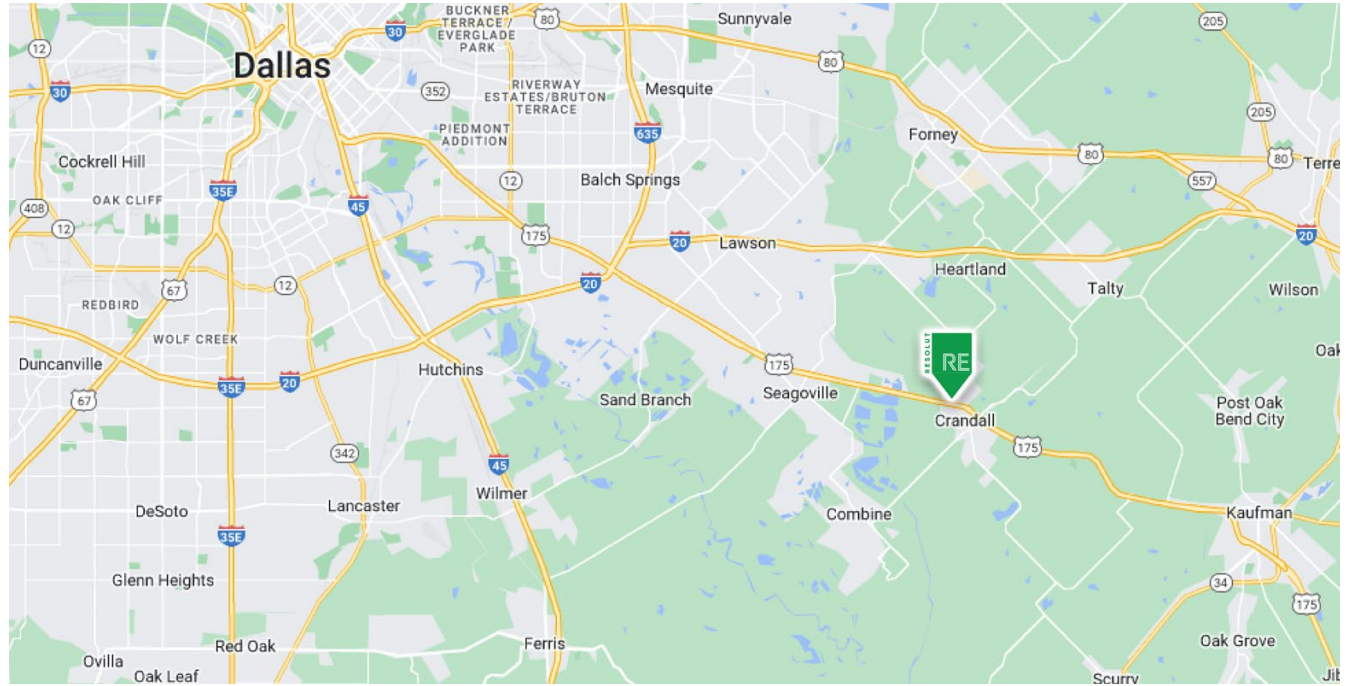 BUCKNER
TERRACE/
EVERGLADE
PARK
80
Sunnyvale
205
12
30
Dallas
80
30
352
RIVERWAY
ESTATES/BRUTON
TERRACE
Mesquite
205
PIEDMONT
ADDITION
635
Forney
80
80
Terre
Cockrell Hill
12
Balch Springs
557
35E
OAK CLIFF
408
12
45
175
20
Lawson
20
Heartland
67
12
20
Talty
Wilson
REDBIRD
WOLF CREEK
RESOLUT
RE
Duncanville
Hutchins
175
Oak
35E
20
Seagoville
67
Sand Branch
Crandall
Post Oak
Bend City
175
342
45
Wilmer
DeSoto
Lancaster
Combine
Kaufman
35E
Glenn Heights
34
175
Red Oak
Ferris
Oak Grove
Ovilla
Oak Leaf
Scurry
Jib